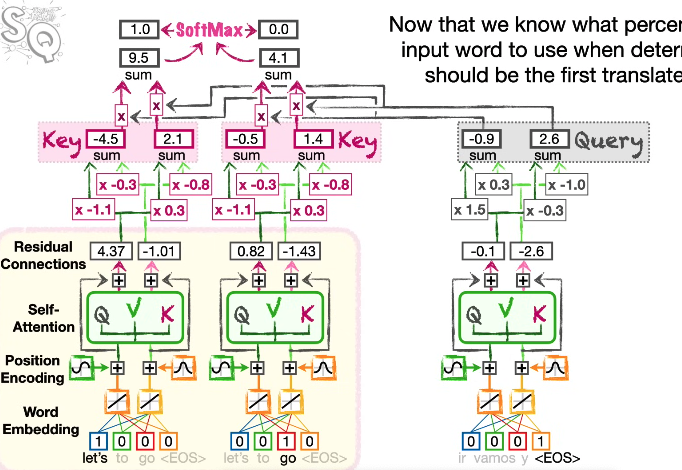 SQ
Now that we know what percen
input word to use when deter
should be the first translate
1.0 SoftMax 0.0
9.5 4.1
sum sum
x x x x
Key -4.5 2.1 -0.5 1.4 Key -0.9 2.6 Query
sum sum sum sum sum sum
x -0.3 x -0.8 x -0.3 x -0.8 x 0.3 x -1.0
x -1.1 x 0.3 x -1.1 x 0.3 x 1.5 x -0.3
Residual
Connections
4.37 -1.01 0.82 -1.43 -0.1 -2.6
Self-
Attention
Q V K Q V K Q V K
Position
Encoding
Word
Embedding
1 0 0 0 0 0 1 0 0 0 0 1
let's to go <EOS> let's to go <EOS> ir vamos y <EOS>